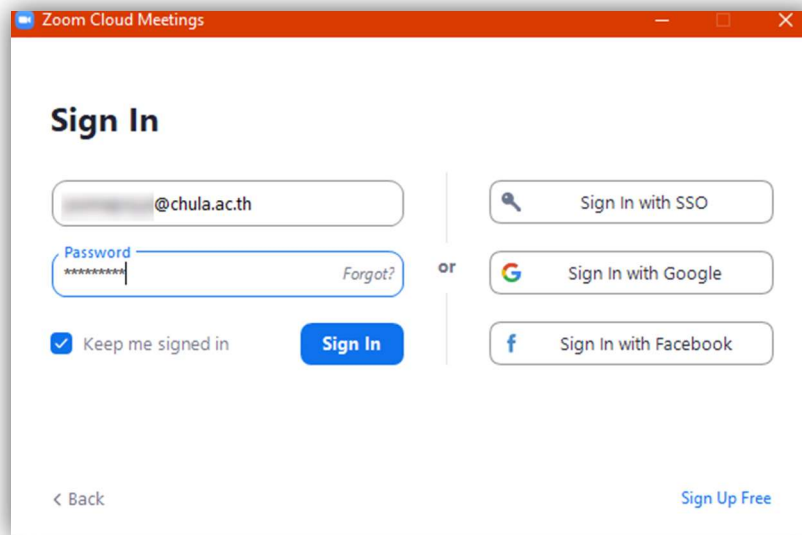 Zoom Cloud Meetings
Sign In
@chula.ac.th
Password
*********
Forgot?
Keep me signed in
Sign In
or
Sign In with SSO
Sign In with Google
Sign In with Facebook
< Back
Sign Up Free